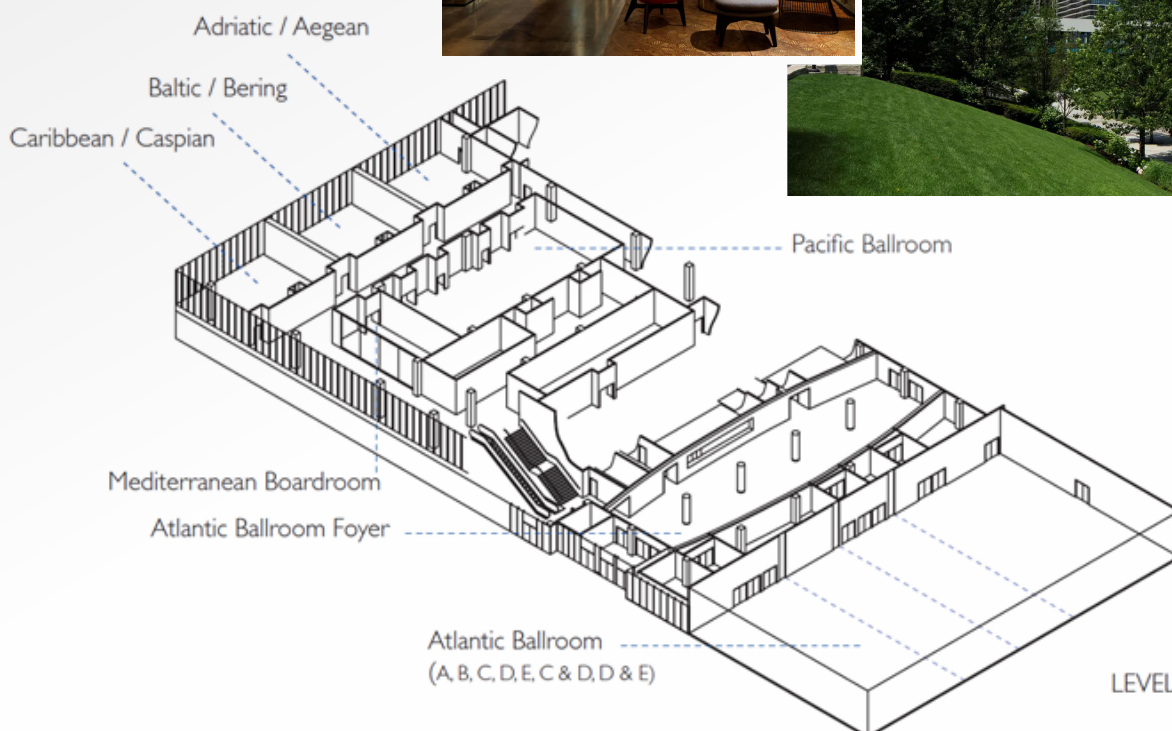 Adriatic / Aegean
Baltic / Bering
Caribbean / Caspian
Pacific Ballroom
Mediterranean Boardroom
Atlantic Ballroom Foyer
Atlantic Ballroom
(A, B, C, D, E, C & D, D & E)
LEVEL